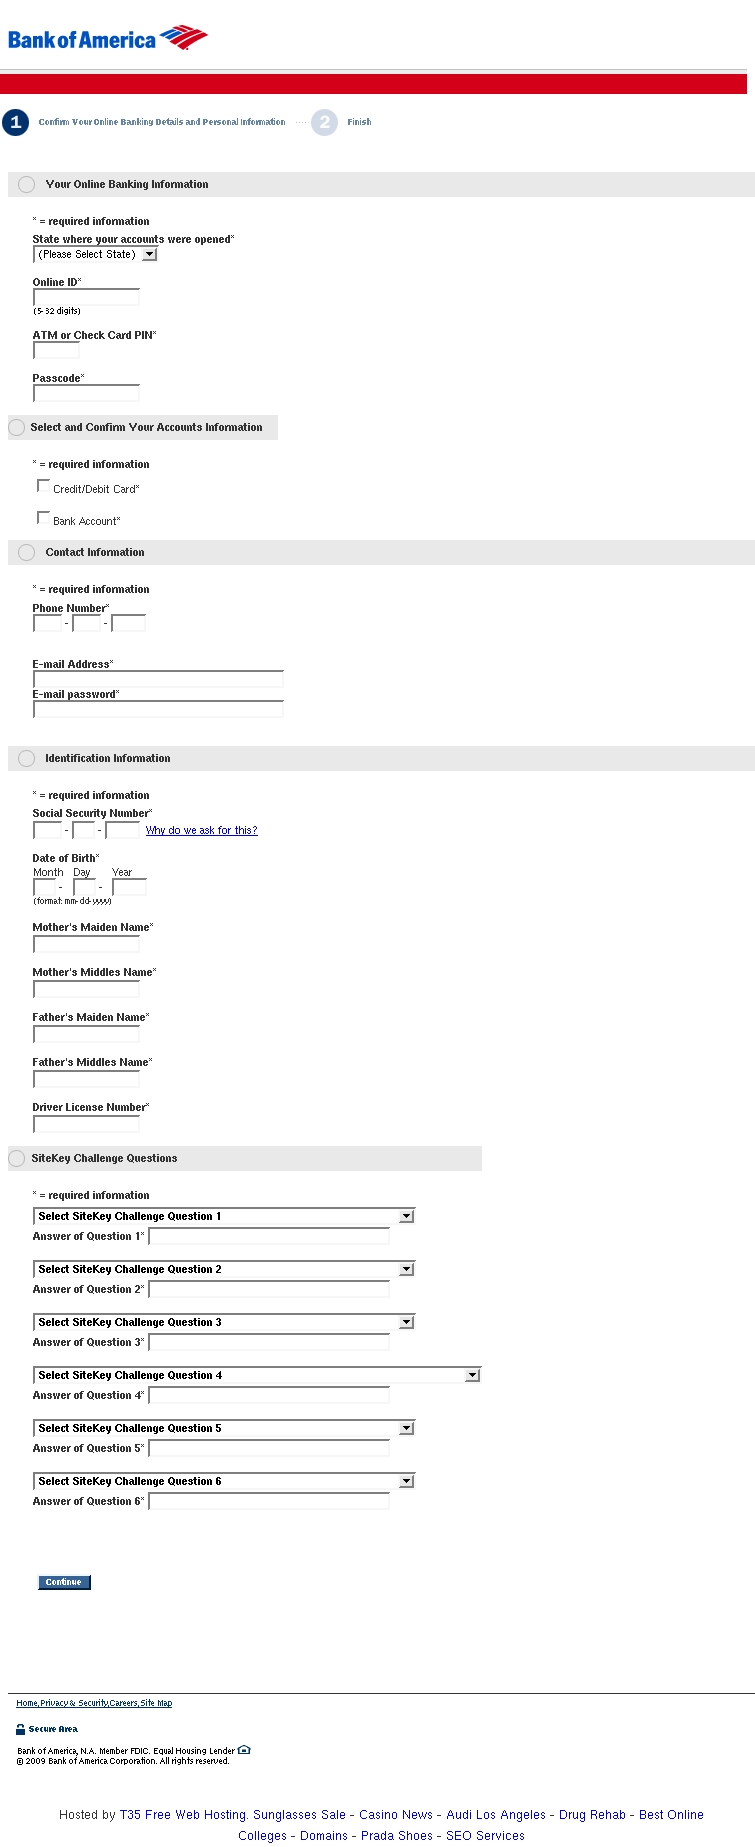 Bank of America
1 Confirm Your Online Banking Details and Personal Information ···· 2 Finish
Your Online Banking Information
* = required information
State where your accounts were opened*
(Please Select State)
Online ID*
(5-32 digits)
ATM or Check Card PIN*
Passcode*
Select and Confirm Your Accounts Information
* = required information
Credit/Debit Card*
Bank Account*
Contact Information
* = required information
Phone Number*
- -
E-mail Address*
E-mail password*
Identification Information
* = required information
Social Security Number*
- - Why do we ask for this?
Date of Birth*
Month Day Year
- -
(format: mm-dd-yyyy)
Mother's Maiden Name*
Mother's Middles Name*
Father's Maiden Name*
Father's Middles Name*
Driver License Number*
SiteKey Challenge Questions
* = required information
Select SiteKey Challenge Question 1
Answer of Question 1*
Select SiteKey Challenge Question 2
Answer of Question 2*
Select SiteKey Challenge Question 3
Answer of Question 3*
Select SiteKey Challenge Question 4
Answer of Question 4*
Select SiteKey Challenge Question 5
Answer of Question 5*
Select SiteKey Challenge Question 6
Answer of Question 6*
Continue
Home,Privacy & Security,Careers,Site Map
Secure Area
Bank of America, N.A. Member FDIC. Equal Housing Lender
© 2009 Bank of America Corporation. All rights reserved.
Hosted by T35 Free Web Hosting. Sunglasses Sale - Casino News - Audi Los Angeles - Drug Rehab - Best Online
Colleges - Domains - Prada Shoes - SEO Services